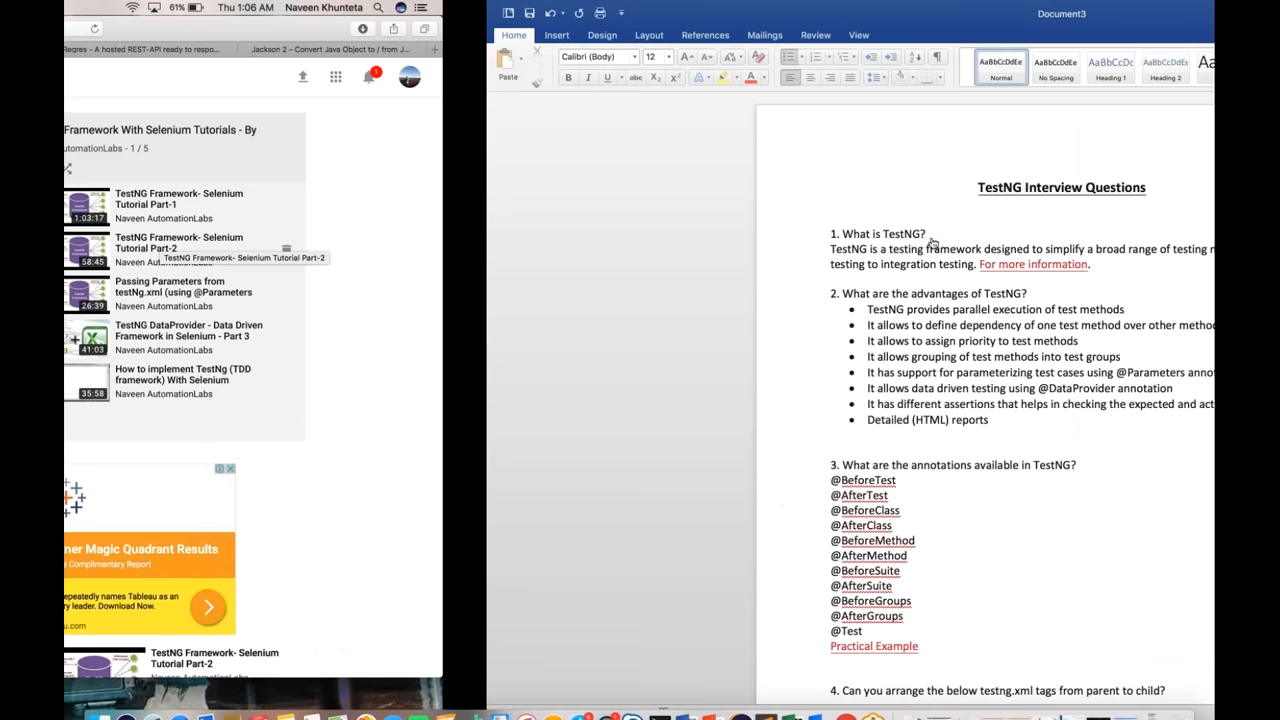 61% Thu 1:06 AM Naveen Khunteta
Reqres - A hosted REST-API ready to respo...
Jackson 2 – Convert Java Object to / from J...
1
Framework With Selenium Tutorials - By
utomationLabs - 1 / 5
TestNG Framework- Selenium
Tutorial Part-1
Naveen AutomationLabs
1:03:17
TestNG Framework- Selenium
Tutorial Part-2
58:45
TestNG Framework- Selenium Tutorial Part-2
Passing Parameters from
testNg.xml (using @Parameters
Naveen AutomationLabs
26:39
TestNG DataProvider - Data Driven
Framework in Selenium - Part 3
Naveen AutomationLabs
41:03
How to implement TestNg (TDD
framework) With Selenium
Naveen AutomationLabs
35:58
ner Magic Quadrant Results
a Complimentary Report
epeatedly names Tableau as an
ry leader. Download Now.
u.com
TestNG Framework- Selenium
Tutorial Part-2
Document3
Home Insert Design Layout References Mailings Review View
Paste
Calibri (Body) 12
B I U abc X₂ X²
AaBbCcDdEe AaBbCcDdEe AaBbCcDc AaBbCcDdEe
Normal No Spacing Heading 1 Heading 2
TestNG Interview Questions
1. What is TestNG?
TestNG is a testing framework designed to simplify a broad range of testing
testing to integration testing. For more information.
2. What are the advantages of TestNG?
• TestNG provides parallel execution of test methods
• It allows to define dependency of one test method over other metho
• It allows to assign priority to test methods
• It allows grouping of test methods into test groups
• It has support for parameterizing test cases using @Parameters anno
• It allows data driven testing using @DataProvider annotation
• It has different assertions that helps in checking the expected and act
• Detailed (HTML) reports
3. What are the annotations available in TestNG?
@BeforeTest
@AfterTest
@BeforeClass
@AfterClass
@BeforeMethod
@AfterMethod
@BeforeSuite
@AfterSuite
@BeforeGroups
@AfterGroups
@Test
Practical Example
4. Can you arrange the below testng.xml tags from parent to child?